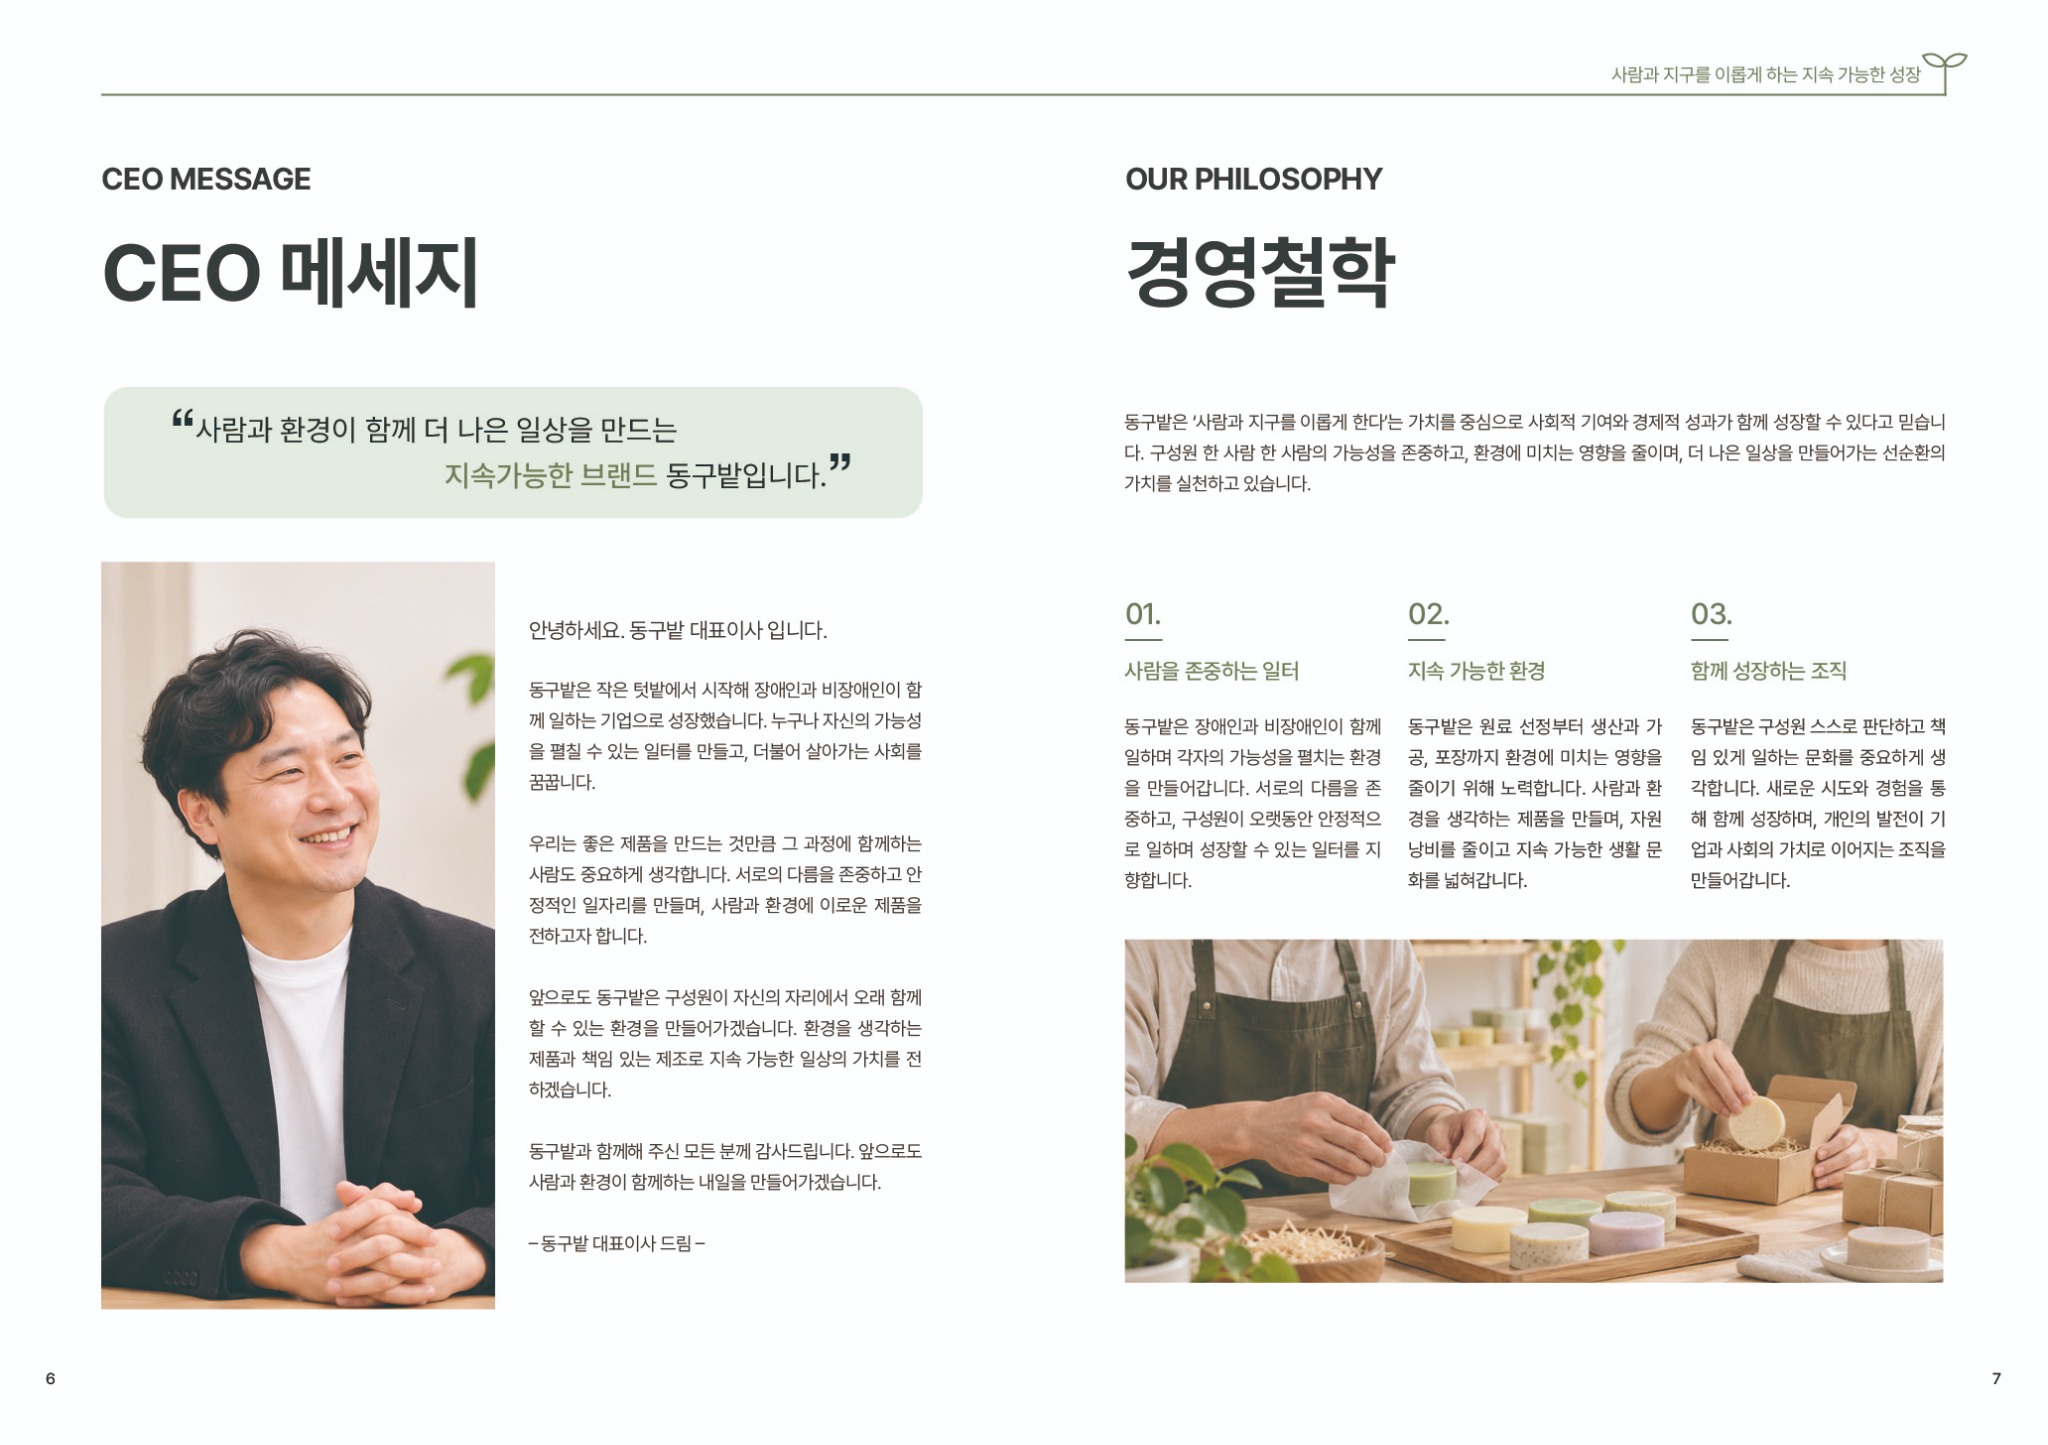 사람과 지구를 이롭게 하는 지속 가능한 성장
CEO MESSAGE
CEO 메세지
“사람과 환경이 함께 더 나은 일상을 만드는
지속가능한 브랜드 동구밭입니다.”
안녕하세요. 동구밭 대표이사 입니다.
동구밭은 작은 텃밭에서 시작해 장애인과 비장애인이 함
께 일하는 기업으로 성장했습니다. 누구나 자신의 가능성
을 펼칠 수 있는 일터를 만들고, 더불어 살아가는 사회를
꿈꿉니다.
우리는 좋은 제품을 만드는 것만큼 그 과정에 함께하는
사람도 중요하게 생각합니다. 서로의 다름을 존중하고 안
정적인 일자리를 만들며, 사람과 환경에 이로운 제품을
전하고자 합니다.
앞으로도 동구밭은 구성원이 자신의 자리에서 오래 함께
할 수 있는 환경을 만들어가겠습니다. 환경을 생각하는
제품과 책임 있는 제조로 지속 가능한 일상의 가치를 전
하겠습니다.
동구밭과 함께해 주신 모든 분께 감사드립니다. 앞으로도
사람과 환경이 함께하는 내일을 만들어가겠습니다.
– 동구밭 대표이사 드림 –
6
OUR PHILOSOPHY
경영철학
동구밭은 ‘사람과 지구를 이롭게 한다’는 가치를 중심으로 사회적 기여와 경제적 성과가 함께 성장할 수 있다고 믿습니
다. 구성원 한 사람 한 사람의 가능성을 존중하고, 환경에 미치는 영향을 줄이며, 더 나은 일상을 만들어가는 선순환의
가치를 실천하고 있습니다.
01.
사람을 존중하는 일터
동구밭은 장애인과 비장애인이 함께
일하며 각자의 가능성을 펼치는 환경
을 만들어갑니다. 서로의 다름을 존
중하고, 구성원이 오랫동안 안정적으
로 일하며 성장할 수 있는 일터를 지
향합니다.
02.
지속 가능한 환경
동구밭은 원료 선정부터 생산과 가
공, 포장까지 환경에 미치는 영향을
줄이기 위해 노력합니다. 사람과 환
경을 생각하는 제품을 만들며, 자원
낭비를 줄이고 지속 가능한 생활 문
화를 넓혀갑니다.
03.
함께 성장하는 조직
동구밭은 구성원 스스로 판단하고 책
임 있게 일하는 문화를 중요하게 생
각합니다. 새로운 시도와 경험을 통
해 함께 성장하며, 개인의 발전이 기
업과 사회의 가치로 이어지는 조직을
만들어갑니다.
7